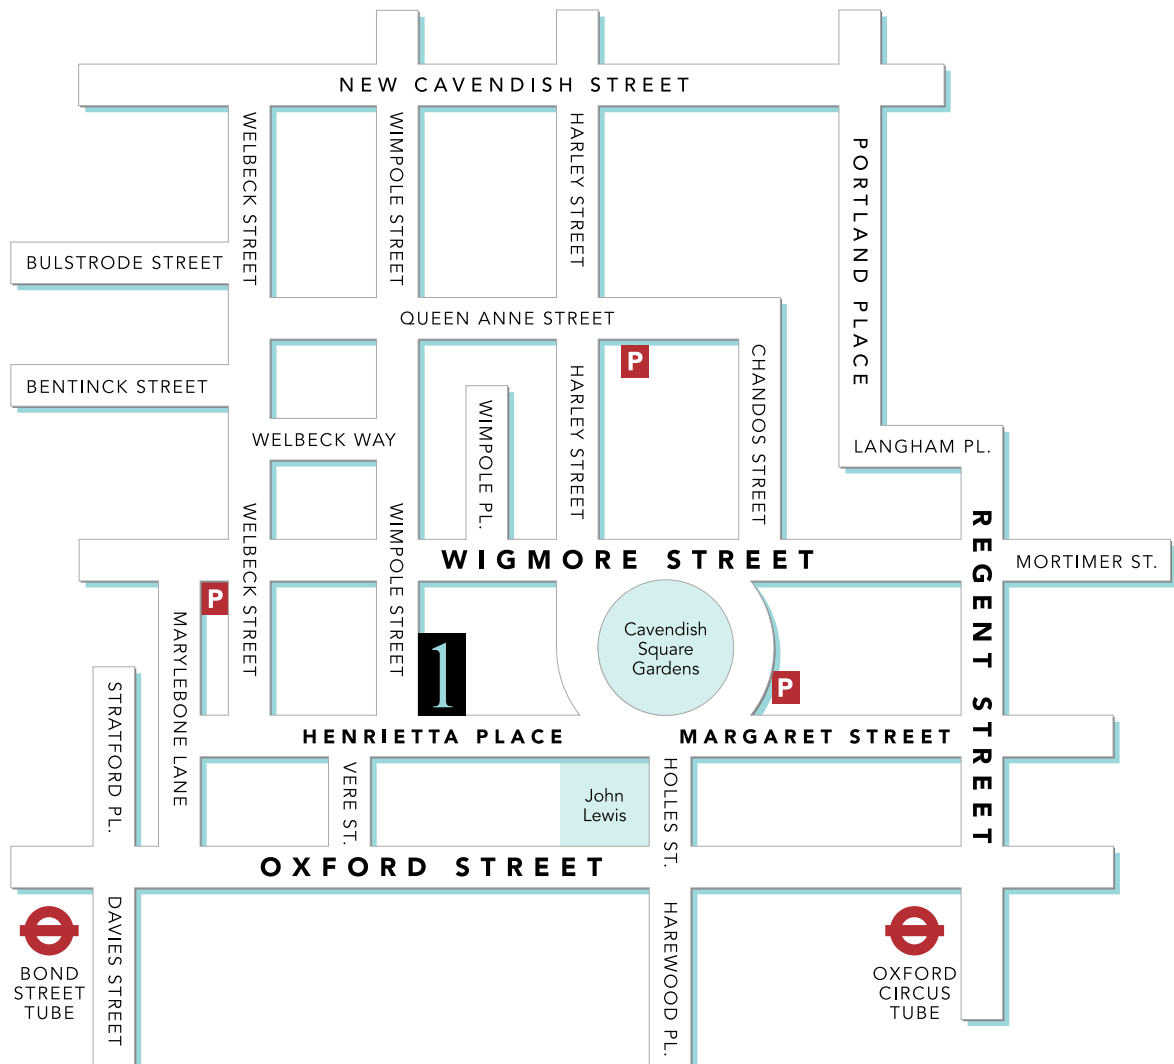 NEW CAVENDISH STREET
WELBECK STREET
WIMPOLE STREET
HARLEY STREET
PORTLAND PLACE
BULSTRODE STREET
QUEEN ANNE STREET
P
BENTINCK STREET
CHANDOS STREET
HARLEY STREET
WIMPOLE PL.
WELBECK WAY
LANGHAM PL.
WELBECK STREET
WIMPOLE STREET
WIGMORE STREET
REGENT STREET
MORTIMER ST.
P
MARYLEBONE LANE
1
Cavendish
Square
Gardens
P
STRATFORD PL.
HENRIETTA PLACE
MARGARET STREET
VERE ST.
John
Lewis
HOLLES ST.
OXFORD STREET
DAVIES STREET
HAREWOOD PL.
BOND
STREET
TUBE
OXFORD
CIRCUS
TUBE